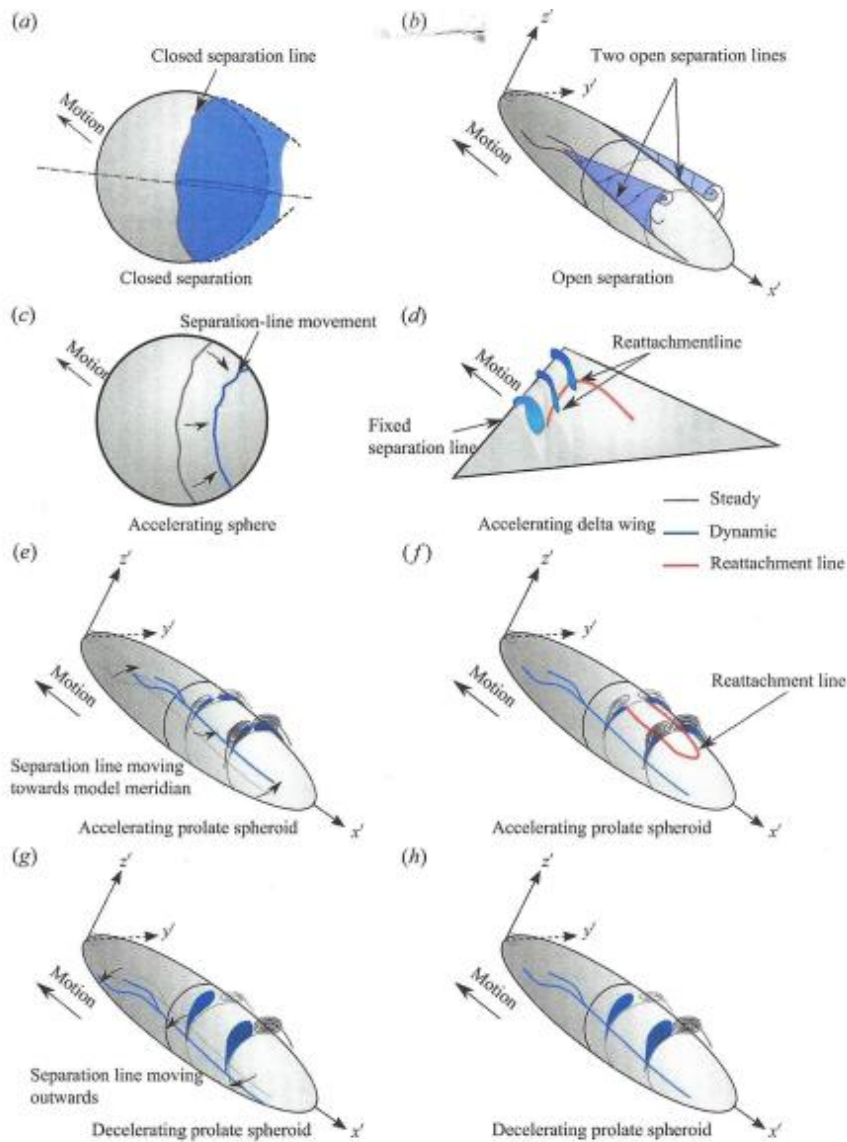 (a)
Closed separation line
Motion
Closed separation
(b)
z′
y′
Two open separation lines
Motion
Open separation
x′
(c)
Separation-line movement
Motion
Accelerating sphere
(d)
Reattachmentline
Motion
Fixed
separation line
Accelerating delta wing
Steady
Dynamic
Reattachment line
(e)
z′
y′
Motion
Separation line moving
towards model meridian
Accelerating prolate spheroid
x′
(f)
z′
y′
Motion
Reattachment line
Accelerating prolate spheroid
x′
(g)
z′
y′
Motion
Separation line moving
outwards
Decelerating prolate spheroid
x′
(h)
z′
y′
Motion
Decelerating prolate spheroid
x′